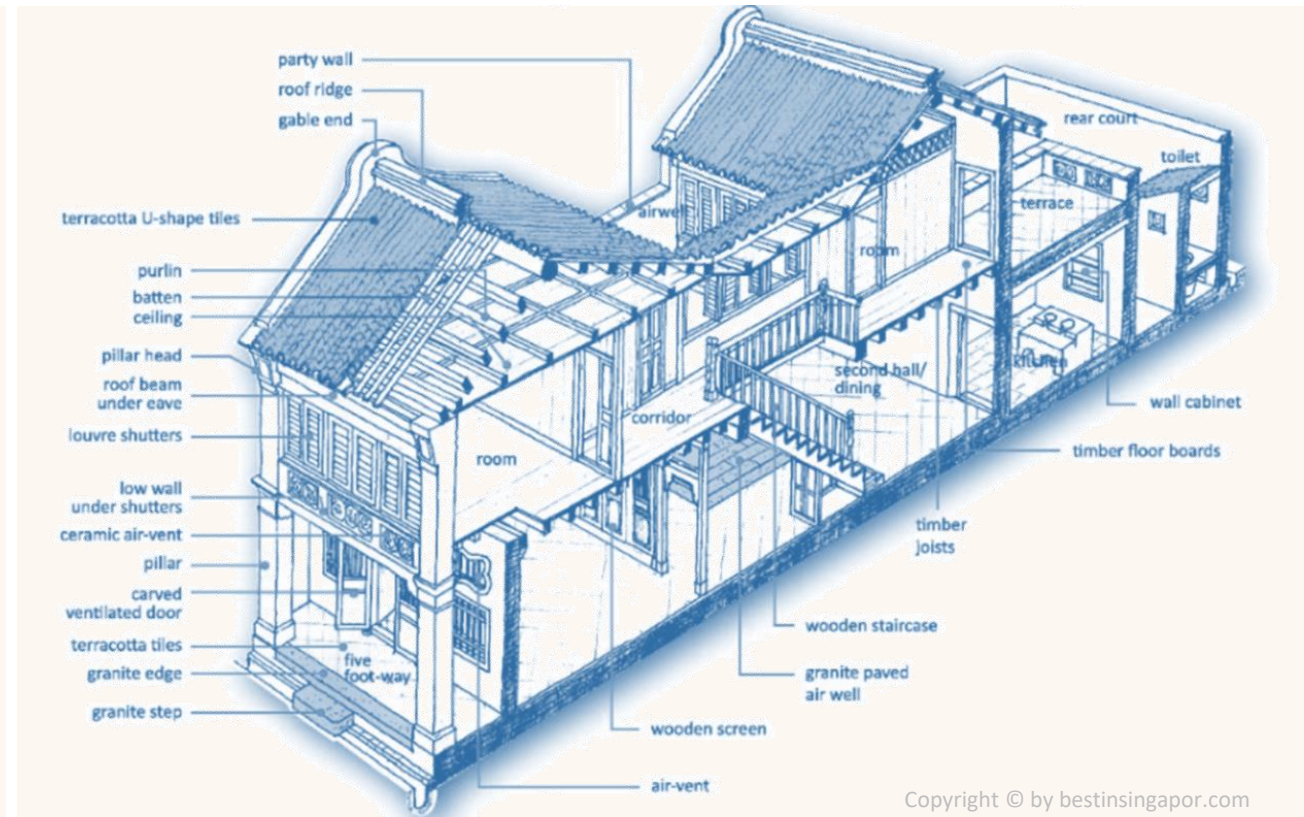 party wall
roof ridge
gable end
terracotta U-shape tiles
purlin
batten
ceiling
pillar head
roof beam
under eave
louvre shutters
low wall
under shutters
ceramic air-vent
pillar
carved
ventilated door
terracotta tiles
granite edge
granite step
five
foot-way
room
corridor
airwell
room
second hall/
dining
kitchen
terrace
rear court
toilet
wall cabinet
timber floor boards
timber
joists
wooden staircase
granite paved
air well
wooden screen
air-vent
Copyright © by bestinsingapor.com